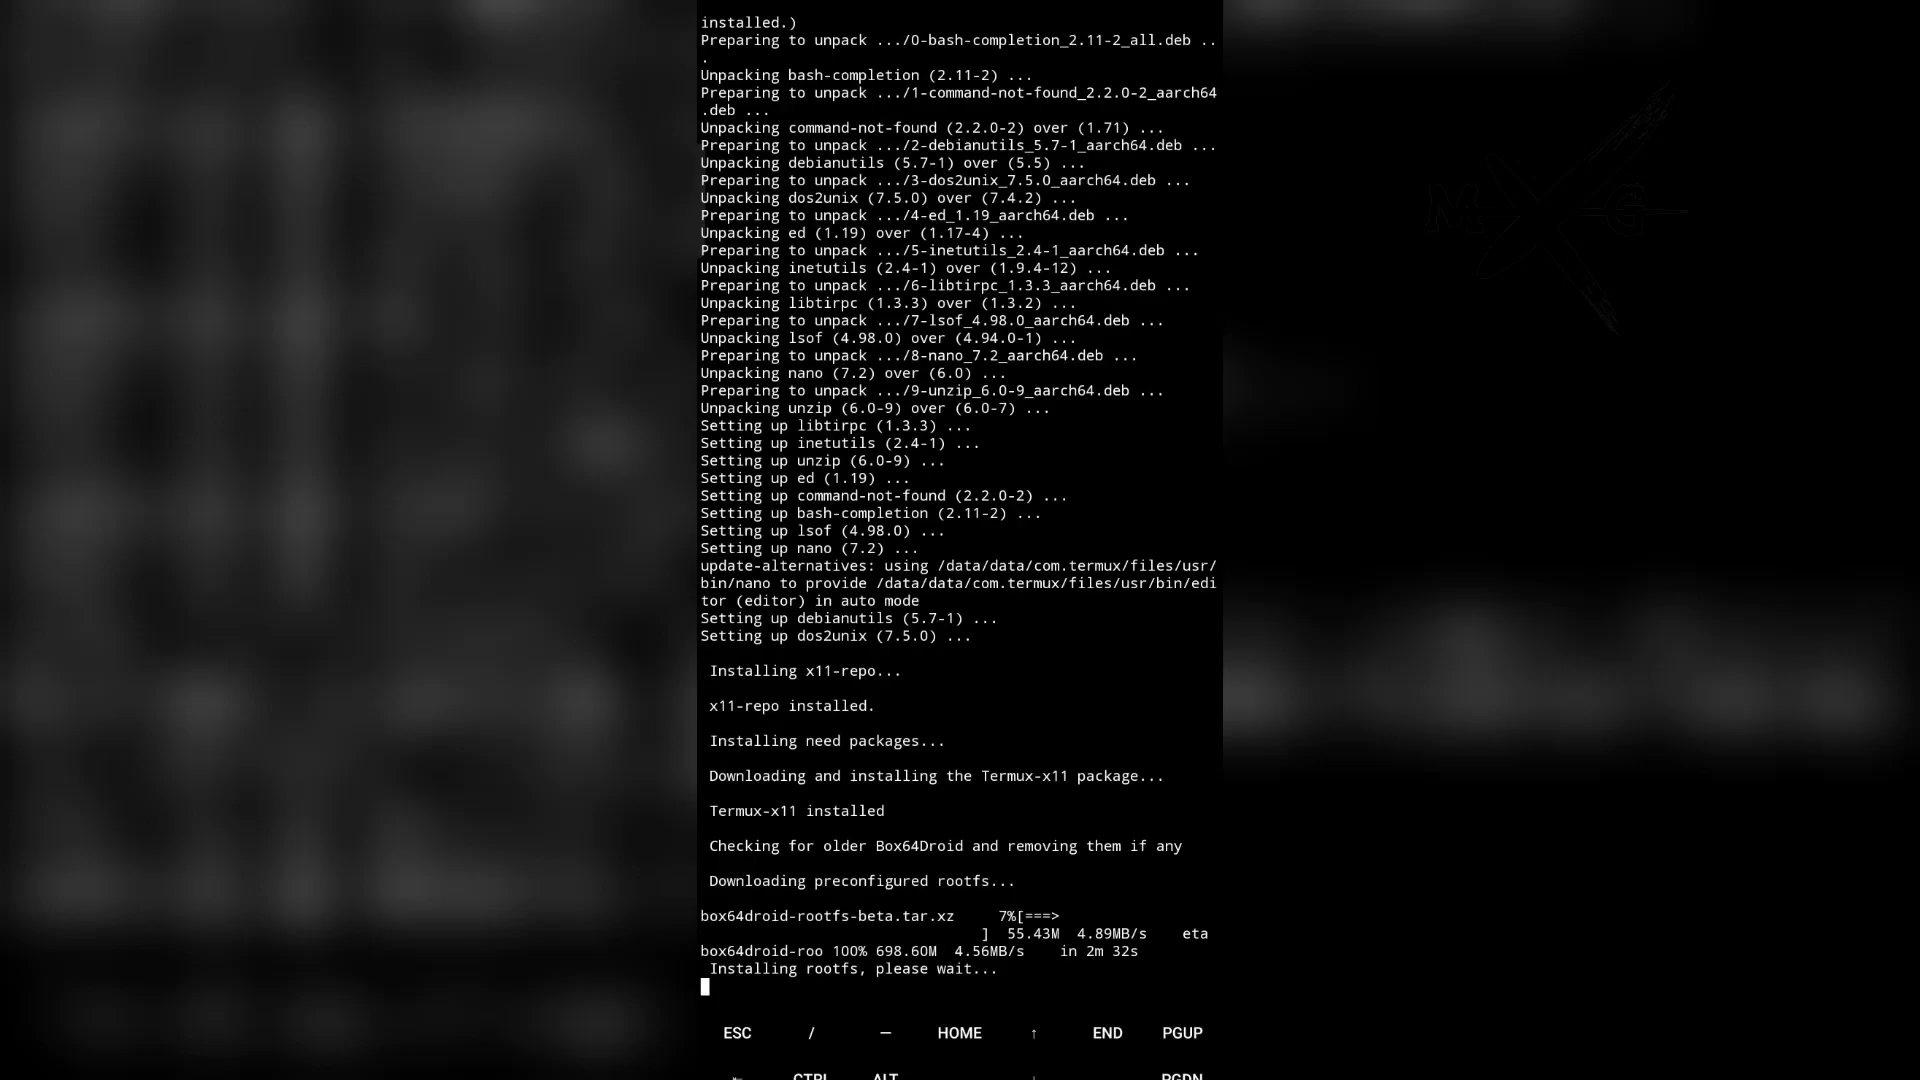 installed.)
Preparing to unpack .../0-bash-completion_2.11-2_all.deb ..
.
Unpacking bash-completion (2.11-2) ...
Preparing to unpack .../1-command-not-found_2.2.0-2_aarch64
.deb ...
Unpacking command-not-found (2.2.0-2) over (1.71) ...
Preparing to unpack .../2-debianutils_5.7-1_aarch64.deb ...
Unpacking debianutils (5.7-1) over (5.5) ...
Preparing to unpack .../3-dos2unix_7.5.0_aarch64.deb ...
Unpacking dos2unix (7.5.0) over (7.4.2) ...
Preparing to unpack .../4-ed_1.19_aarch64.deb ...
Unpacking ed (1.19) over (1.17-4) ...
Preparing to unpack .../5-inetutils_2.4-1_aarch64.deb ...
Unpacking inetutils (2.4-1) over (1.9.4-12) ...
Preparing to unpack .../6-libtirpc_1.3.3_aarch64.deb ...
Unpacking libtirpc (1.3.3) over (1.3.2) ...
Preparing to unpack .../7-lsof_4.98.0_aarch64.deb ...
Unpacking lsof (4.98.0) over (4.94.0-1) ...
Preparing to unpack .../8-nano_7.2_aarch64.deb ...
Unpacking nano (7.2) over (6.0) ...
Preparing to unpack .../9-unzip_6.0-9_aarch64.deb ...
Unpacking unzip (6.0-9) over (6.0-7) ...
Setting up libtirpc (1.3.3) ...
Setting up inetutils (2.4-1) ...
Setting up unzip (6.0-9) ...
Setting up ed (1.19) ...
Setting up command-not-found (2.2.0-2) ...
Setting up bash-completion (2.11-2) ...
Setting up lsof (4.98.0) ...
Setting up nano (7.2) ...
update-alternatives: using /data/data/com.termux/files/usr/
bin/nano to provide /data/data/com.termux/files/usr/bin/edi
tor (editor) in auto mode
Setting up debianutils (5.7-1) ...
Setting up dos2unix (7.5.0) ...
Installing x11-repo...
x11-repo installed.
Installing need packages...
Downloading and installing the Termux-x11 package...
Termux-x11 installed
Checking for older Box64Droid and removing them if any
Downloading preconfigured rootfs...
box64droid-rootfs-beta.tar.xz 7%[===>
] 55.43M 4.89MB/s eta
box64droid-roo 100% 698.60M 4.56MB/s in 2m 32s
Installing rootfs, please wait...
ESC / — HOME ↑ END PGUP
CTRL ALT ↓ PGDN